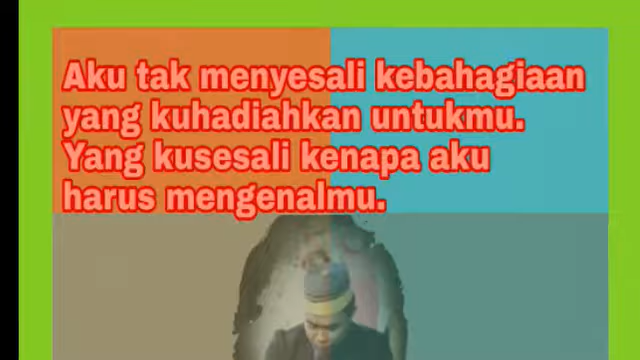 Aku tak menyesali kebahagiaan
yang kuhadiahkan untukmu.
Yang kusesali kenapa aku
harus mengenalmu.